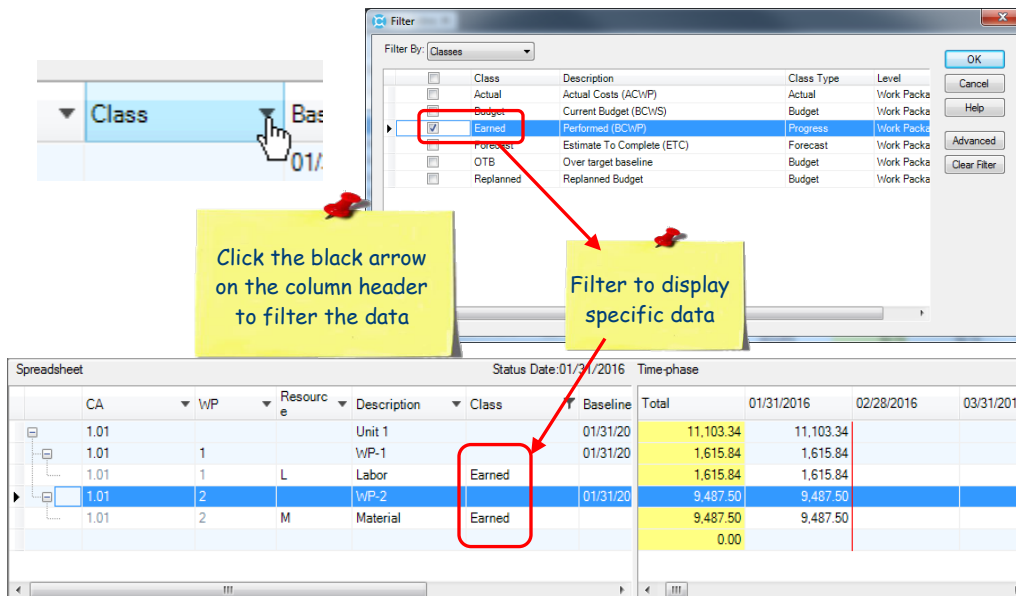 Class
Bas
01/
Filter
Filter By: Classes
Class Description Class Type Level
Actual Actual Costs (ACWP) Actual Work Packa
Budget Current Budget (BCWS) Budget Work Packa
Earned Performed (BCWP) Progress Work Packa
Forecast Estimate To Complete (ETC) Forecast Work Packa
OTB Over target baseline Budget Work Packa
Replanned Replanned Budget Budget Work Packa
OK
Cancel
Help
Advanced
Clear Filter
Click the black arrow
on the column header
to filter the data
Filter to display
specific data
Spreadsheet Status Date:01/31/2016 Time-phase
CA WP Resourc
e Description Class Baseline Total 01/31/2016 02/28/2016 03/31/201
1.01 Unit 1 01/31/20 11,103.34 11,103.34
1.01 1 WP-1 01/31/20 1,615.84 1,615.84
1.01 1 L Labor Earned 1,615.84 1,615.84
1.01 2 WP-2 01/31/20 9,487.50 9,487.50
1.01 2 M Material Earned 9,487.50 9,487.50
0.00